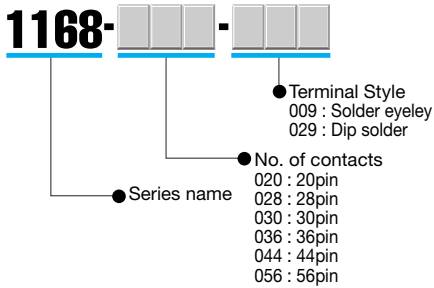 1168- -
Terminal Style
009 : Solder eyeley
029 : Dip solder
No. of contacts
020 : 20pin
028 : 28pin
030 : 30pin
036 : 36pin
044 : 44pin
056 : 56pin
Series name